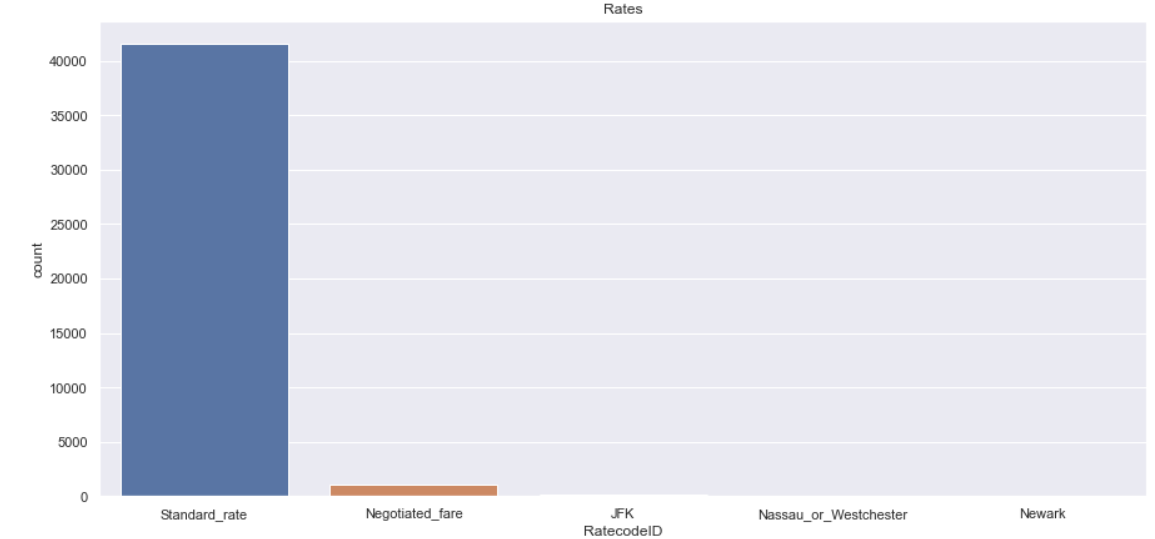 Rates
40000
35000
30000
25000
20000
15000
10000
5000
0
count
Standard_rate Negotiated_fare JFK Nassau_or_Westchester Newark
RatecodeID